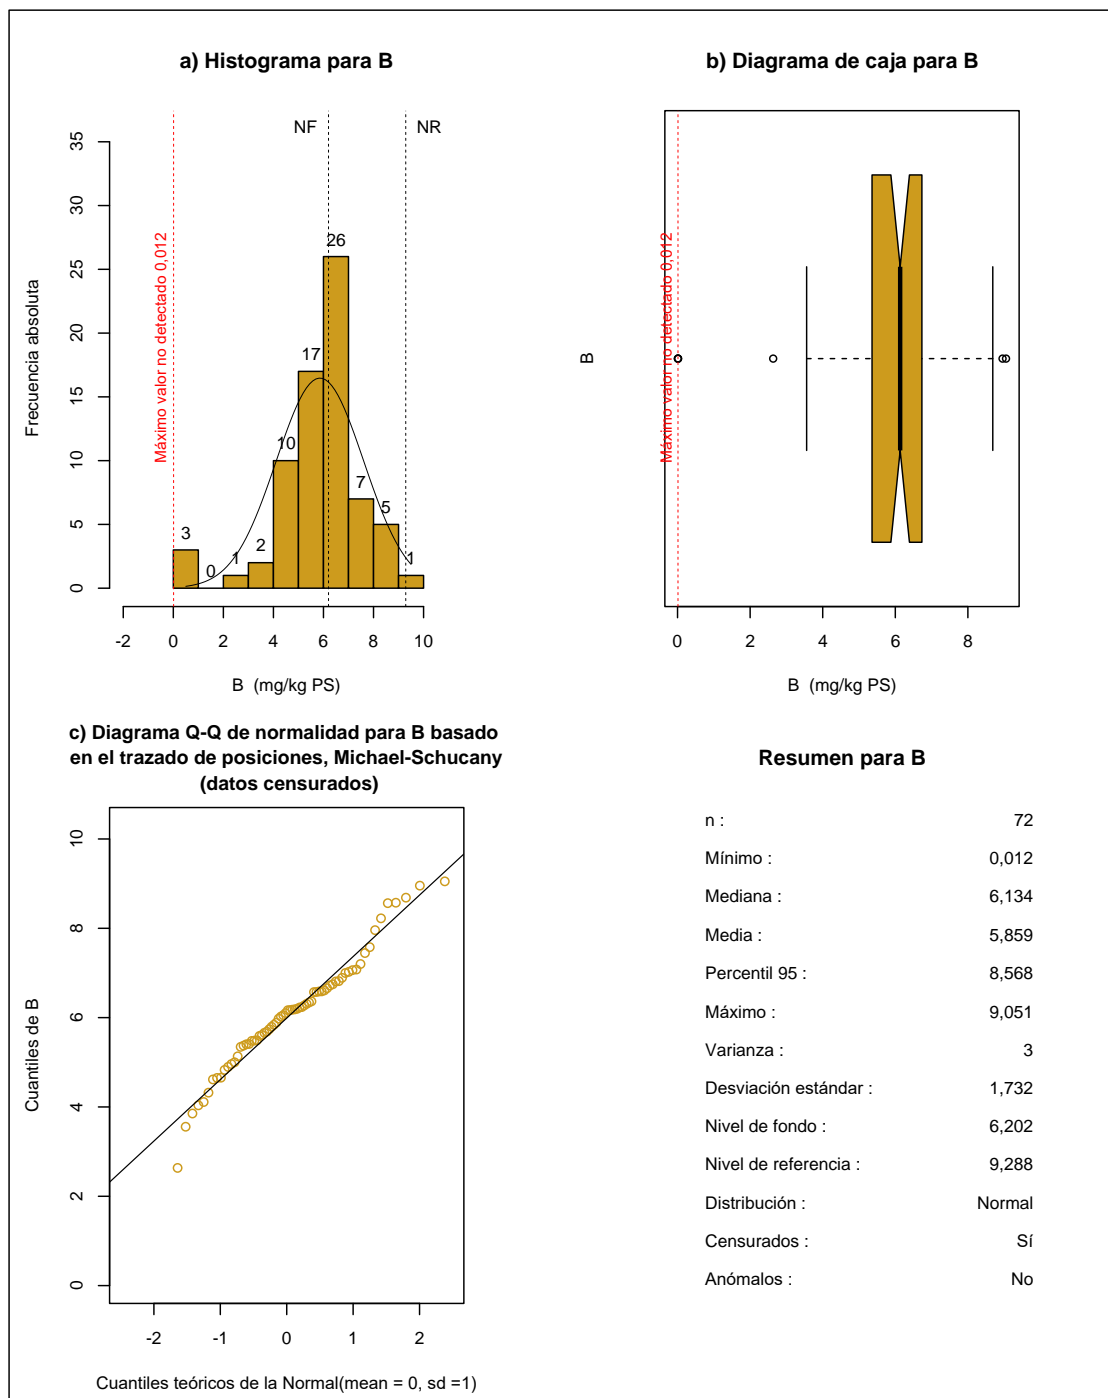 a) Histograma para B
NF
NR
Máximo valor no detectado 0,012
Frecuencia absoluta
0
5
10
15
20
25
30
35
3
0
1
2
10
17
26
7
5
1
-2
0
2
4
6
8
10
B (mg/kg PS)
b) Diagrama de caja para B
Máximo valor no detectado 0,012
B
0
2
4
6
8
B (mg/kg PS)
c) Diagrama Q-Q de normalidad para B basado
en el trazado de posiciones, Michael-Schucany
(datos censurados)
Cuantiles de B
0
2
4
6
8
10
-2
-1
0
1
2
Cuantiles teóricos de la Normal(mean = 0, sd =1)
Resumen para B
n : 72
Mínimo : 0,012
Mediana : 6,134
Media : 5,859
Percentil 95 : 8,568
Máximo : 9,051
Varianza : 3
Desviación estándar : 1,732
Nivel de fondo : 6,202
Nivel de referencia : 9,288
Distribución : Normal
Censurados : Sí
Anómalos : No